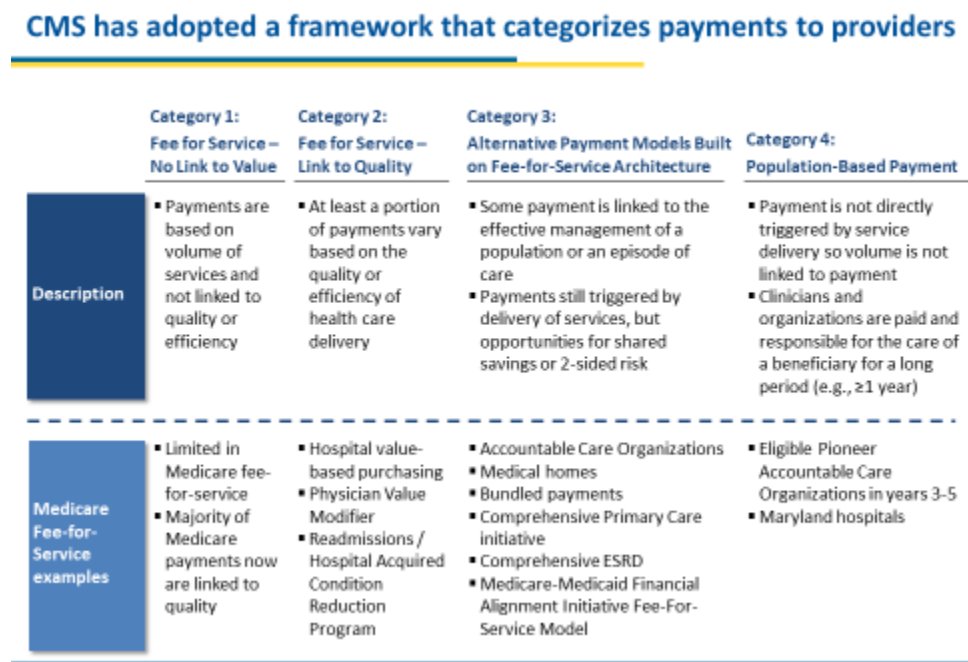 CMS has adopted a framework that categorizes payments to providers
Category 1:
Fee for Service –
No Link to Value
Category 2:
Fee for Service –
Link to Quality
Category 3:
Alternative Payment Models Built
on Fee-for-Service Architecture
Category 4:
Population-Based Payment
Description
▪ Payments are
based on
volume of
services and
not linked to
quality or
efficiency
▪ At least a portion
of payments vary
based on the
quality or
efficiency of
health care
delivery
▪ Some payment is linked to the
effective management of a
population or an episode of
care
▪ Payments still triggered by
delivery of services, but
opportunities for shared
savings or 2-sided risk
▪ Payment is not directly
triggered by service
delivery so volume is not
linked to payment
▪ Clinicians and
organizations are paid and
responsible for the care of
a beneficiary for a long
period (e.g., ≥1 year)
Medicare
Fee-for-
Service
examples
▪ Limited in
Medicare fee-
for-service
▪ Majority of
Medicare
payments now
are linked to
quality
▪ Hospital value-
based purchasing
▪ Physician Value
Modifier
▪ Readmissions /
Hospital Acquired
Condition
Reduction
Program
▪ Accountable Care Organizations
▪ Medical homes
▪ Bundled payments
▪ Comprehensive Primary Care
initiative
▪ Comprehensive ESRD
▪ Medicare-Medicaid Financial
Alignment Initiative Fee-For-
Service Model
▪ Eligible Pioneer
Accountable Care
Organizations in years 3-5
▪ Maryland hospitals